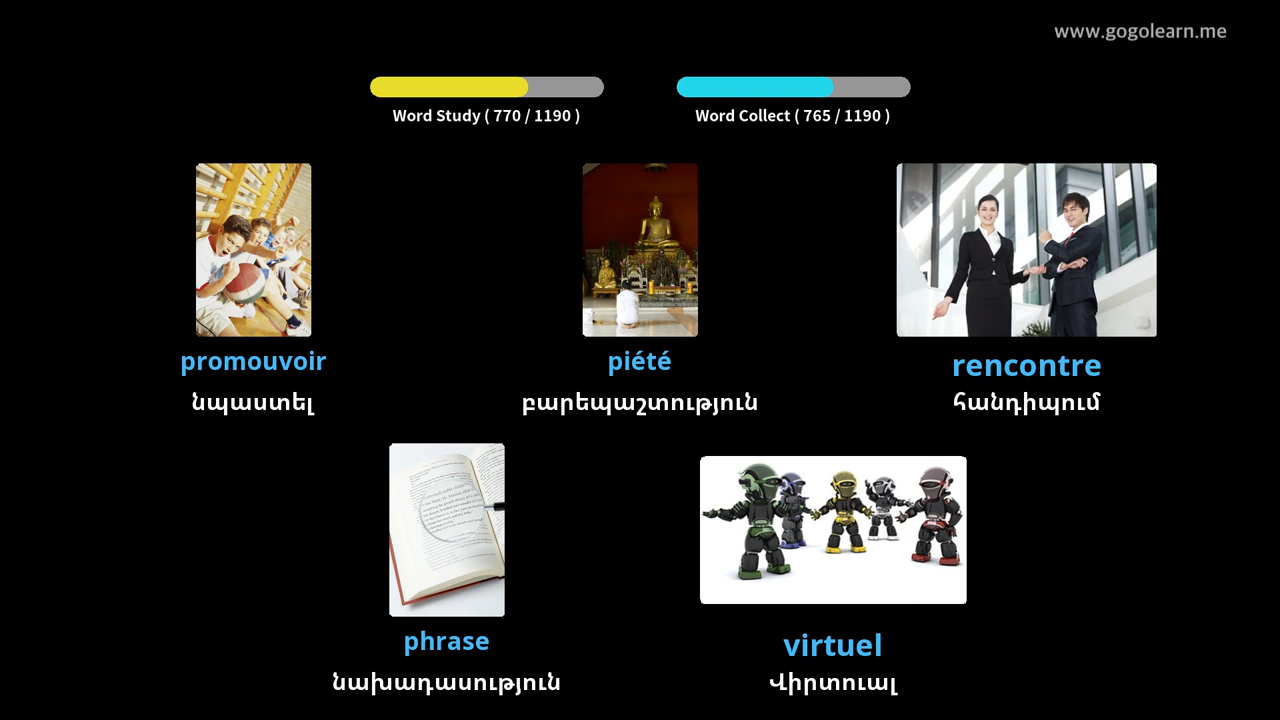 www.gogolearn.me
Word Study ( 770 / 1190 )
Word Collect ( 765 / 1190 )
promouvoir
նպաստել
piété
բարեպաշտություն
rencontre
հանդիպում
phrase
նախադասություն
virtuel
Վիրտուալ